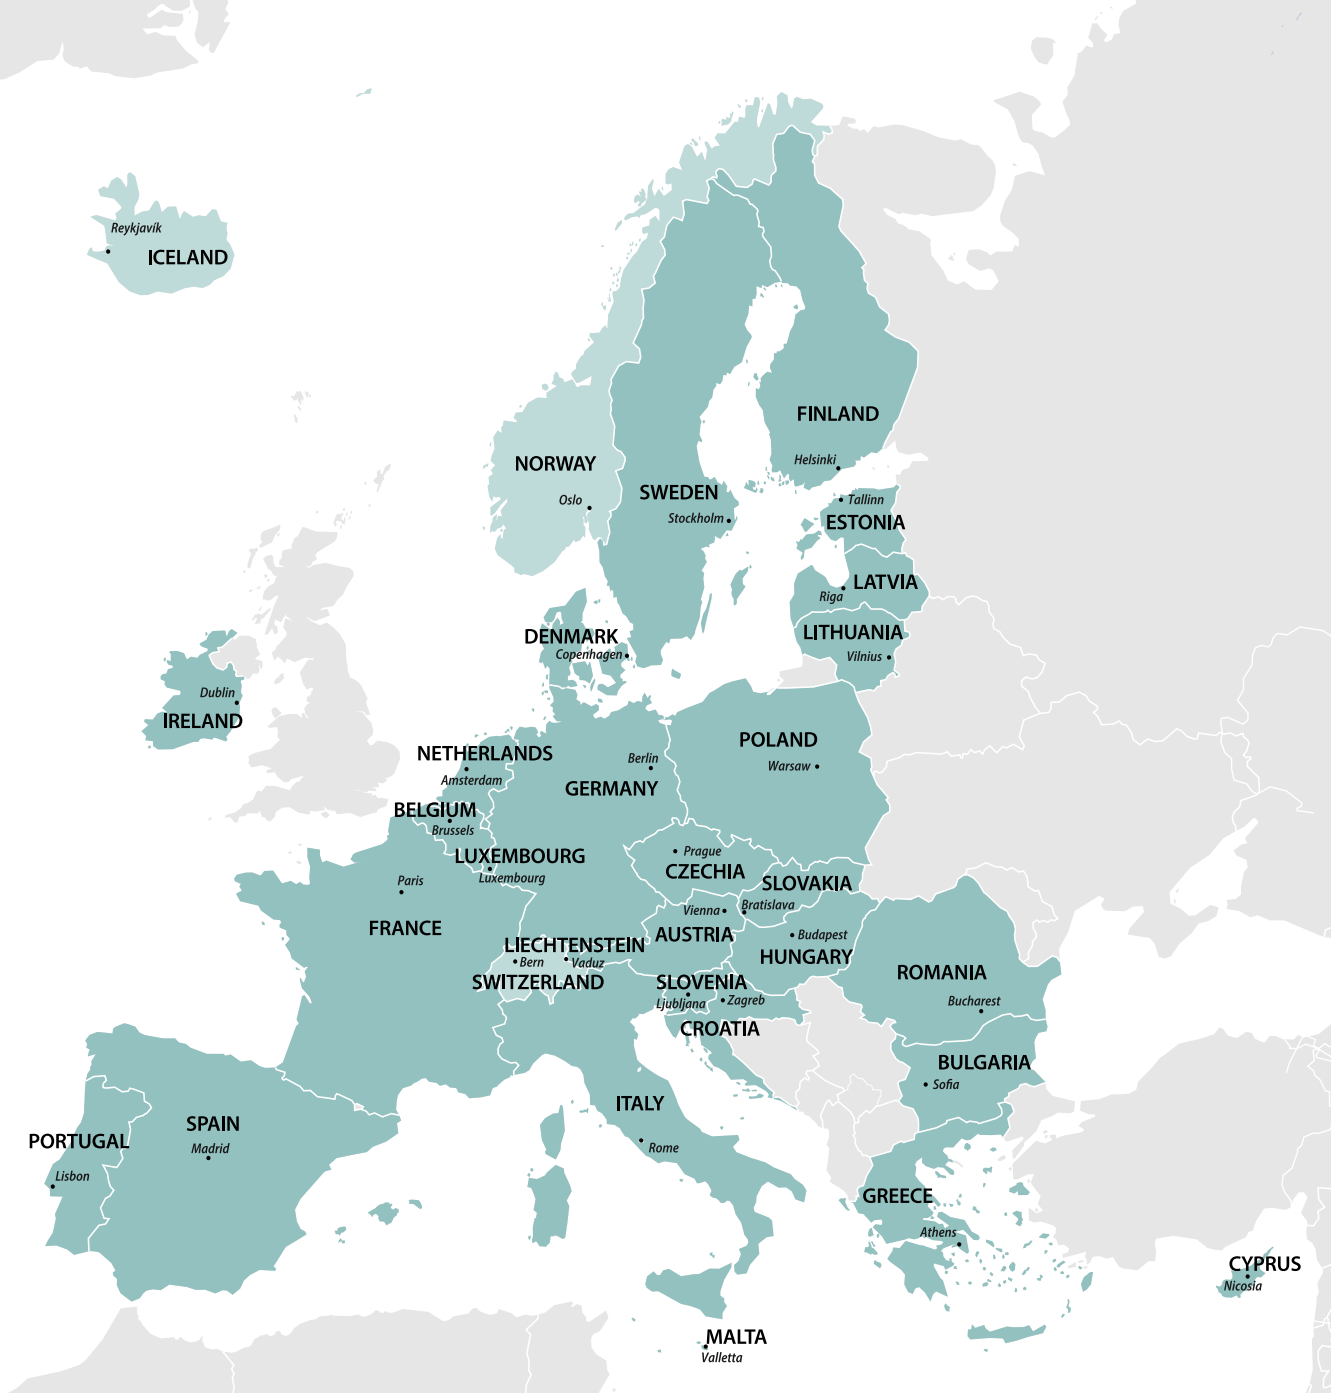 Reykjavík
ICELAND
FINLAND
Helsinki
NORWAY
Oslo
SWEDEN
Stockholm
Tallinn
ESTONIA
LATVIA
Riga
LITHUANIA
Vilnius
DENMARK
Copenhagen
Dublin
IRELAND
POLAND
Warsaw
NETHERLANDS
Amsterdam
Berlin
GERMANY
BELGIUM
Brussels
LUXEMBOURG
Luxembourg
Prague
CZECHIA
SLOVAKIA
Bratislava
Paris
FRANCE
Vienna
AUSTRIA
Budapest
HUNGARY
LIECHTENSTEIN
Vaduz
Bern
SWITZERLAND
SLOVENIA
Ljubljana
Zagreb
CROATIA
ROMANIA
Bucharest
BULGARIA
Sofia
ITALY
Rome
SPAIN
Madrid
PORTUGAL
Lisbon
GREECE
Athens
CYPRUS
Nicosia
MALTA
Valletta